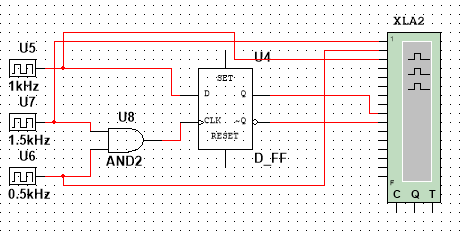 XLA2
U5
1kHz
U7
1.5kHz
U6
0.5kHz
U8
AND2
U4
SET
D Q
CLK ~Q
RESET
D_FF
1
F
C Q T